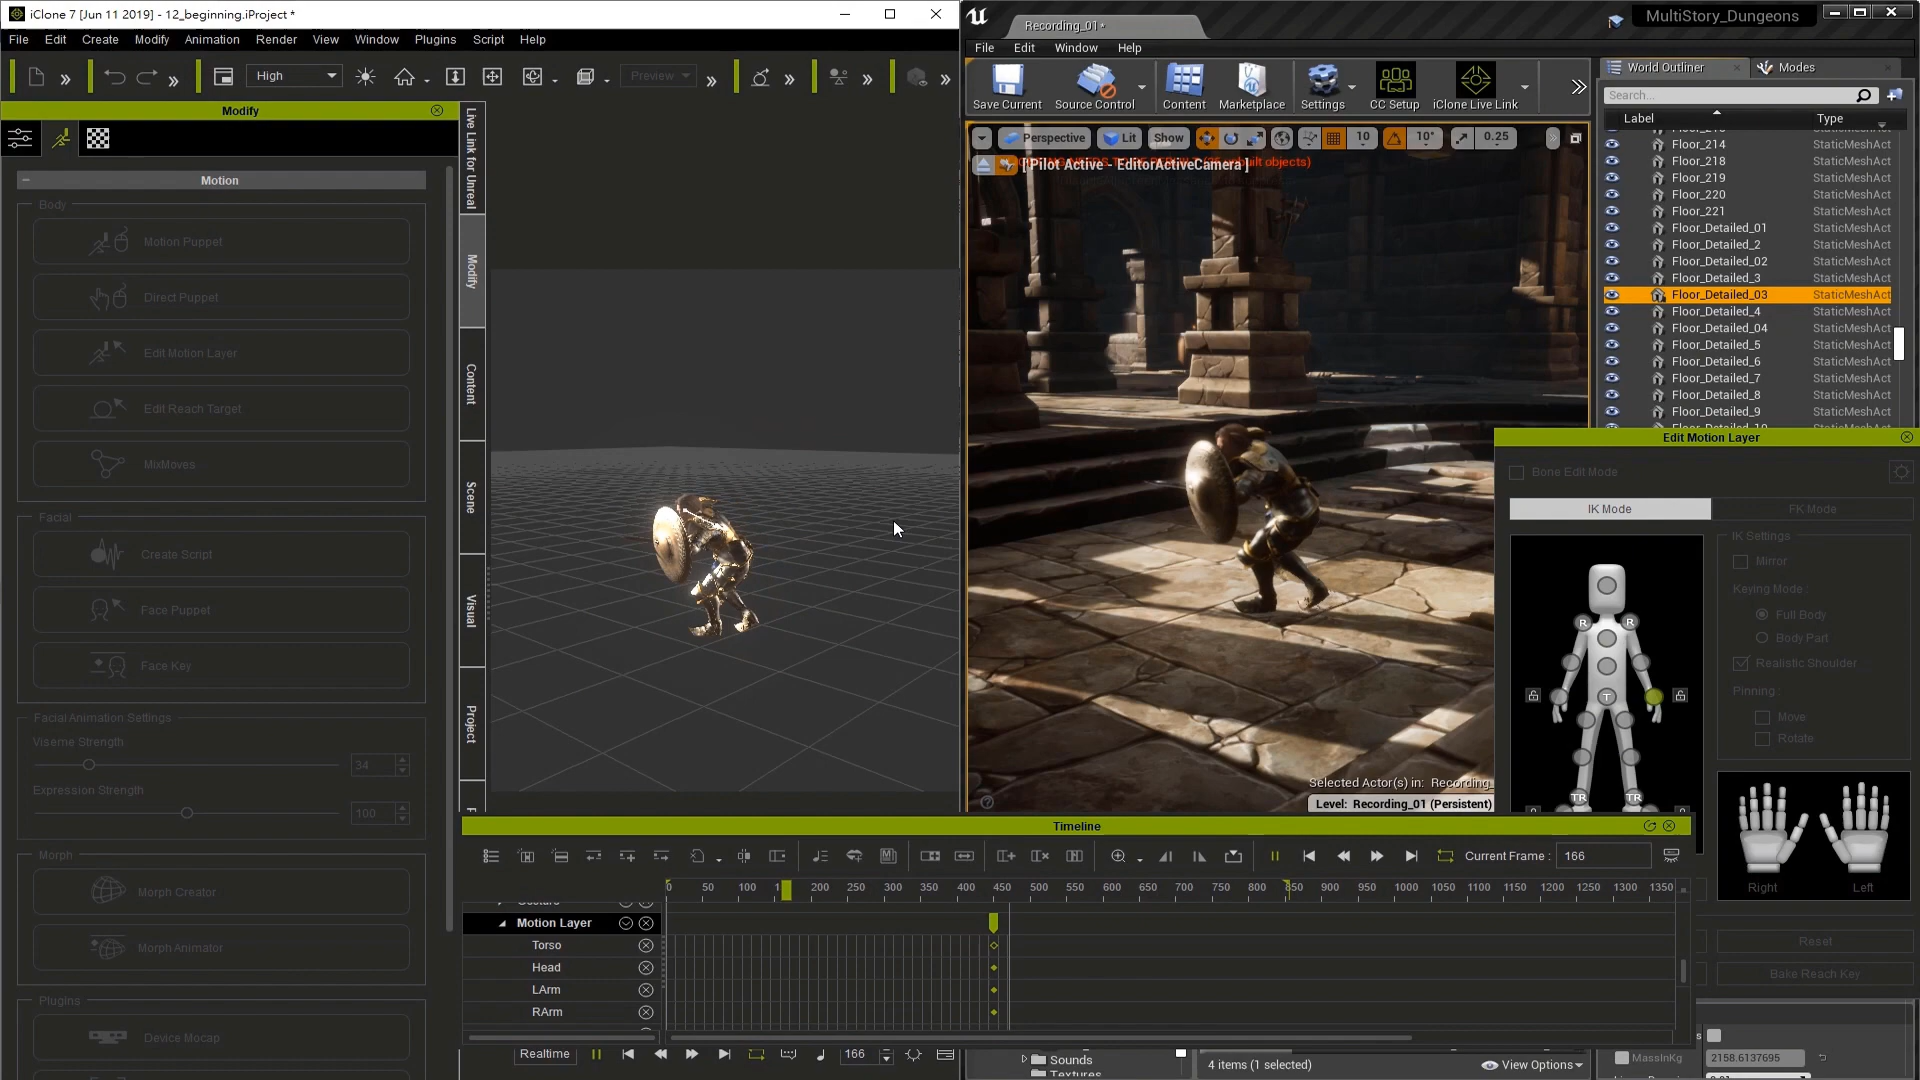 iClone 7 [Jun 11 2019] - 12_beginning.iProject *
File Edit Create Modify Animation Render View Window Plugins Script Help
High
Preview
Modify
Motion
Body
Motion Puppet
Direct Puppet
Edit Motion Layer
Edit Reach Target
MixMoves
Facial
Create Script
Face Puppet
Face Key
Facial Animation Settings
Viseme Strength
34
Expression Strength
100
Morph
Morph Creator
Morph Animator
Plugins
Device Mocap
Live Link for Unreal
Modify
Content
Scene
Visual
Project
Recording_01*
MultiStory_Dungeons
File Edit Window Help
Save Current Source Control Content Marketplace Settings CC Setup iClone Live Link
Perspective Lit Show 10 10° 0.25
[ Pilot Active - EditorActiveCamera ]
Selected Actor(s) in: Recording
Level: Recording_01 (Persistent)
World Outliner Modes
Search...
Label Type
Floor_214 StaticMeshAct
Floor_218 StaticMeshAct
Floor_219 StaticMeshAct
Floor_220 StaticMeshAct
Floor_221 StaticMeshAct
Floor_Detailed_01 StaticMeshAct
Floor_Detailed_2 StaticMeshAct
Floor_Detailed_02 StaticMeshAct
Floor_Detailed_3 StaticMeshAct
Floor_Detailed_03 StaticMeshAct
Floor_Detailed_4 StaticMeshAct
Floor_Detailed_04 StaticMeshAct
Floor_Detailed_5 StaticMeshAct
Floor_Detailed_6 StaticMeshAct
Floor_Detailed_7 StaticMeshAct
Floor_Detailed_8 StaticMeshAct
Floor_Detailed_9 StaticMeshAct
Edit Motion Layer
Bone Edit Mode
IK Mode FK Mode
IK Settings
Mirror
Keying Mode :
Full Body
Body Part
Realistic Shoulder
Pinning :
Move
Rotate
R R
T
TR TR
Right Left
Reset
Bake Reach Key
Timeline
Current Frame : 166
0 50 100 200 250 300 350 400 450 500 550 600 650 700 750 800 850 900 950 1000 1050 1100 1150 1200 1250 1300 1350
Motion Layer
Torso
Head
LArm
RArm
Realtime 166
Sounds
Textures
4 items (1 selected) View Options
MassInKg 2158.6137695